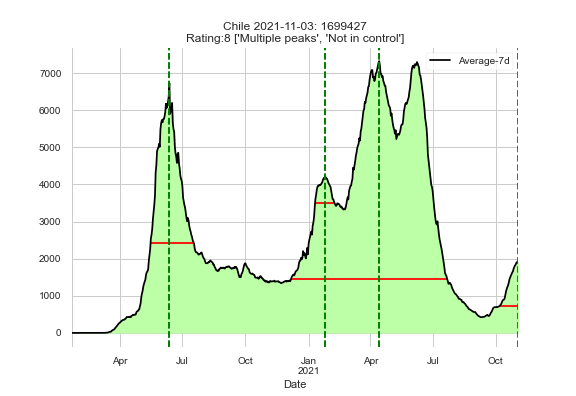 Chile 2021-11-03: 1699427
Rating:8 ['Multiple peaks', 'Not in control']
Average-7d
7000
6000
5000
4000
3000
2000
1000
0
Apr Jul Oct Jan Apr Jul Oct
2021
Date